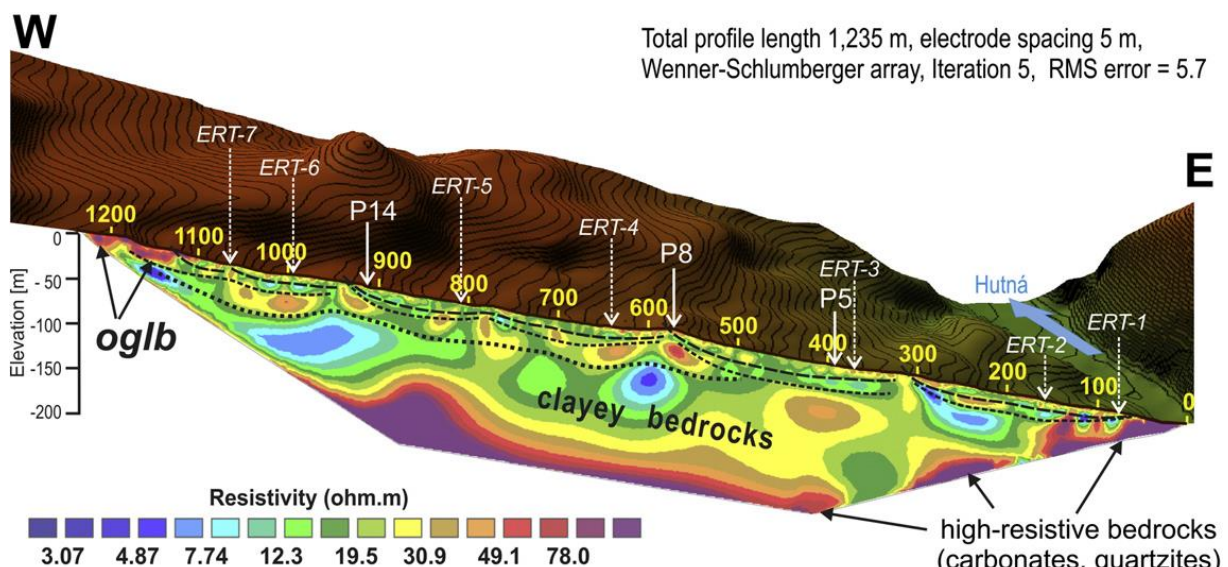 W
Total profile length 1,235 m, electrode spacing 5 m,
Wenner-Schlumberger array, Iteration 5, RMS error = 5.7
E
ERT-7
ERT-6
ERT-5
P14
ERT-4
P8
ERT-3
P5
Hutná
ERT-1
ERT-2
1200
1100
1000
900
800
700
600
500
400
300
200
100
0
Elevation [m]
0
- 50
-100
-150
-200
oglb
clayey bedrocks
Resistivity (ohm.m)
3.07 4.87 7.74 12.3 19.5 30.9 49.1 78.0
high-resistive bedrocks
(carbonates, quartzites)